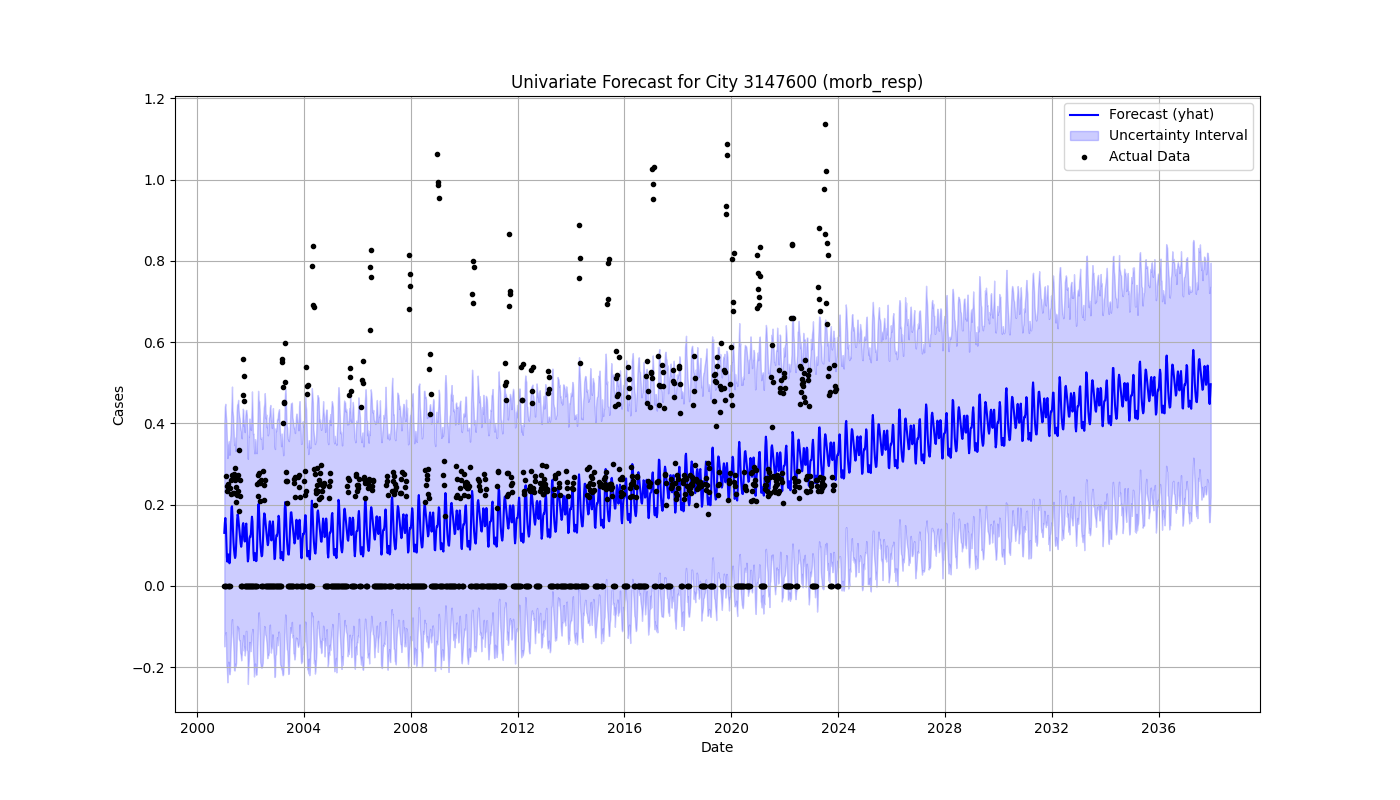 Univariate Forecast for City 3147600 (morb_resp)
Forecast (yhat)
Uncertainty Interval
Actual Data
1.2
1.0
0.8
0.6
0.4
0.2
0.0
−0.2
Cases
2000 2004 2008 2012 2016 2020 2024 2028 2032 2036
Date